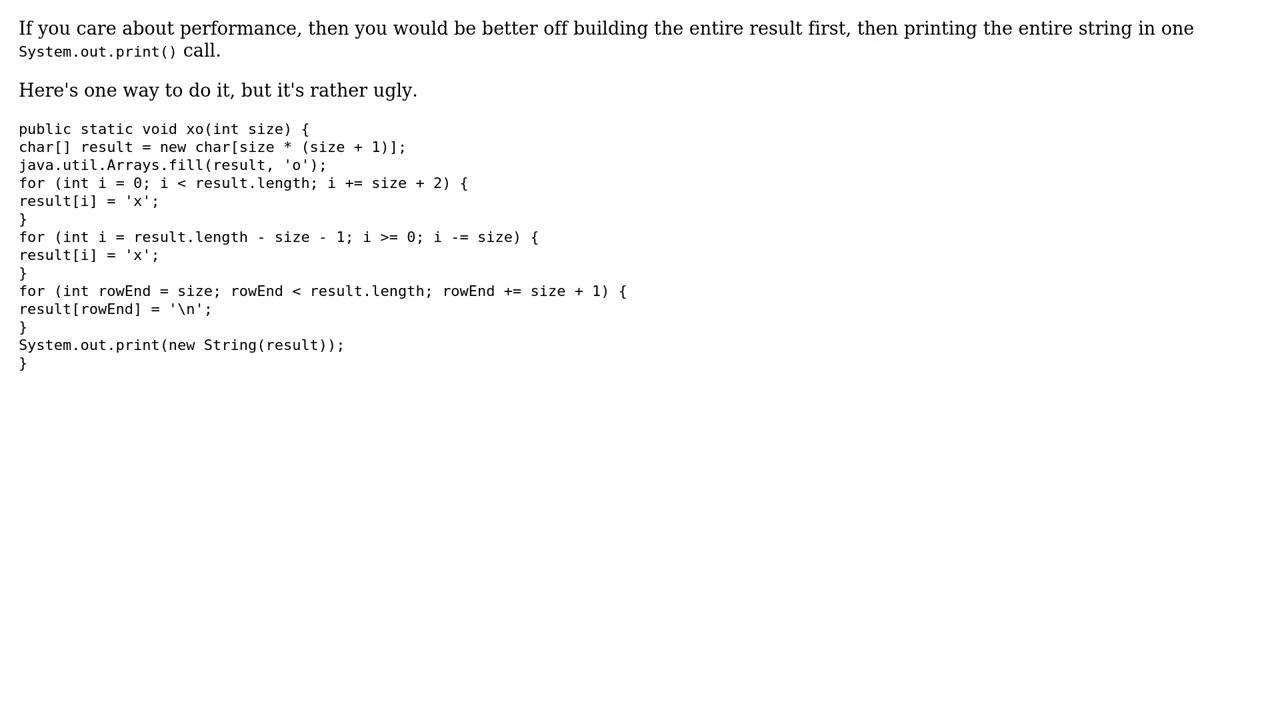 If you care about performance, then you would be better off building the entire result first, then printing the entire string in one
System.out.print() call.
Here's one way to do it, but it's rather ugly.
public static void xo(int size) {
char[] result = new char[size * (size + 1)];
java.util.Arrays.fill(result, 'o');
for (int i = 0; i < result.length; i += size + 2) {
result[i] = 'x';
}
for (int i = result.length - size - 1; i >= 0; i -= size) {
result[i] = 'x';
}
for (int rowEnd = size; rowEnd < result.length; rowEnd += size + 1) {
result[rowEnd] = '\n';
}
System.out.print(new String(result));
}